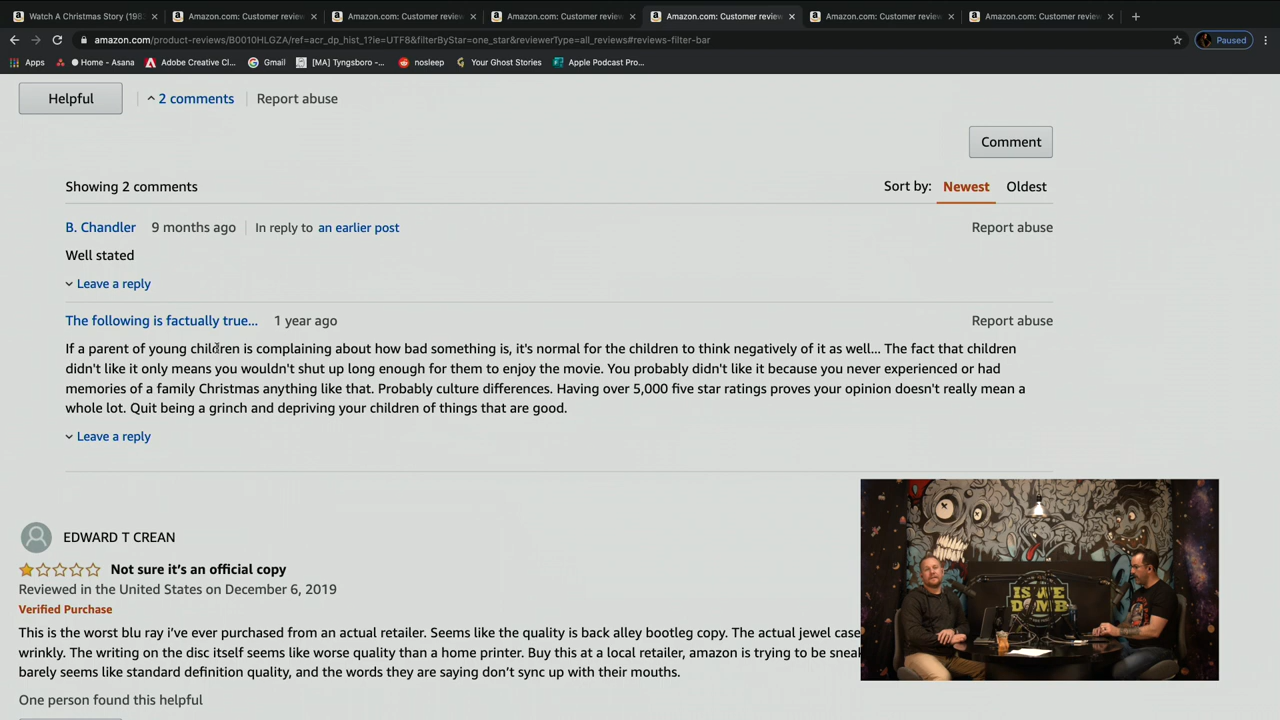 Watch A Christmas Story (198
Amazon.com: Customer review
Amazon.com: Customer review
Amazon.com: Customer review
Amazon.com: Customer review
Amazon.com: Customer review
Amazon.com: Customer review
amazon.com/product-reviews/B0010HLGZA/ref=acr_dp_hist_1?ie=UTF8&filterByStar=one_star&reviewerType=all_reviews#reviews-filter-bar
Paused
Apps
Home - Asana
Adobe Creative Cl...
Gmail
[MA] Tyngsboro -...
nosleep
Your Ghost Stories
Apple Podcast Pro...
Helpful
2 comments
Report abuse
Comment
Showing 2 comments
Sort by: Newest Oldest
B. Chandler 9 months ago In reply to an earlier post Report abuse
Well stated
Leave a reply
The following is factually true... 1 year ago Report abuse
If a parent of young children is complaining about how bad something is, it's normal for the children to think negatively of it as well... The fact that children
didn't like it only means you wouldn't shut up long enough for them to enjoy the movie. You probably didn't like it because you never experienced or had
memories of a family Christmas anything like that. Probably culture differences. Having over 5,000 five star ratings proves your opinion doesn't really mean a
whole lot. Quit being a grinch and depriving your children of things that are good.
Leave a reply
EDWARD T CREAN
Not sure it's an official copy
Reviewed in the United States on December 6, 2019
Verified Purchase
This is the worst blu ray i've ever purchased from an actual retailer. Seems like the quality is back alley bootleg copy. The actual jewel case
wrinkly. The writing on the disc itself seems like worse quality than a home printer. Buy this at a local retailer, amazon is trying to be sneak
barely seems like standard definition quality, and the words they are saying don't sync up with their mouths.
One person found this helpful
IS WE
DUMB